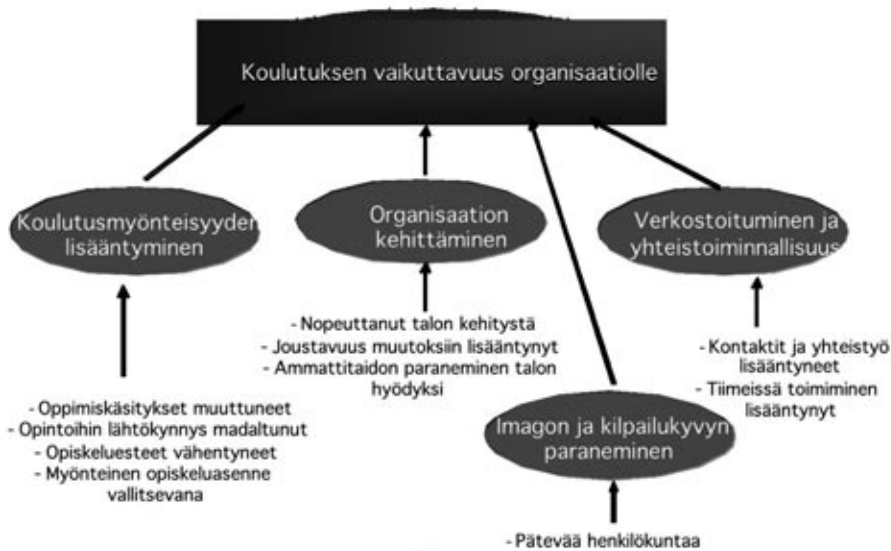 Koulutuksen vaikuttavuus organisaatiolle
Koulutusmyönteisyyden
lisääntyminen
Organisaation
kehittäminen
Verkostoituminen ja
yhteistoiminnallisuus
- Nopeuttanut talon kehitystä
- Joustavuus muutoksiin lisääntynyt
- Ammattitaidon paraneminen talon
hyödyksi
- Kontaktit ja yhteistyö
lisääntyneet
- Tiimeissä toimiminen
lisääntynyt
- Oppimiskäsitykset muuttuneet
- Opintoihin lähtökynnys madaltunut
- Opiskeluesteet vähentyneet
- Myönteinen opiskeluasenne
vallitsevana
Imagon ja kilpailukyvyn
paraneminen
- Pätevää henkilökuntaa